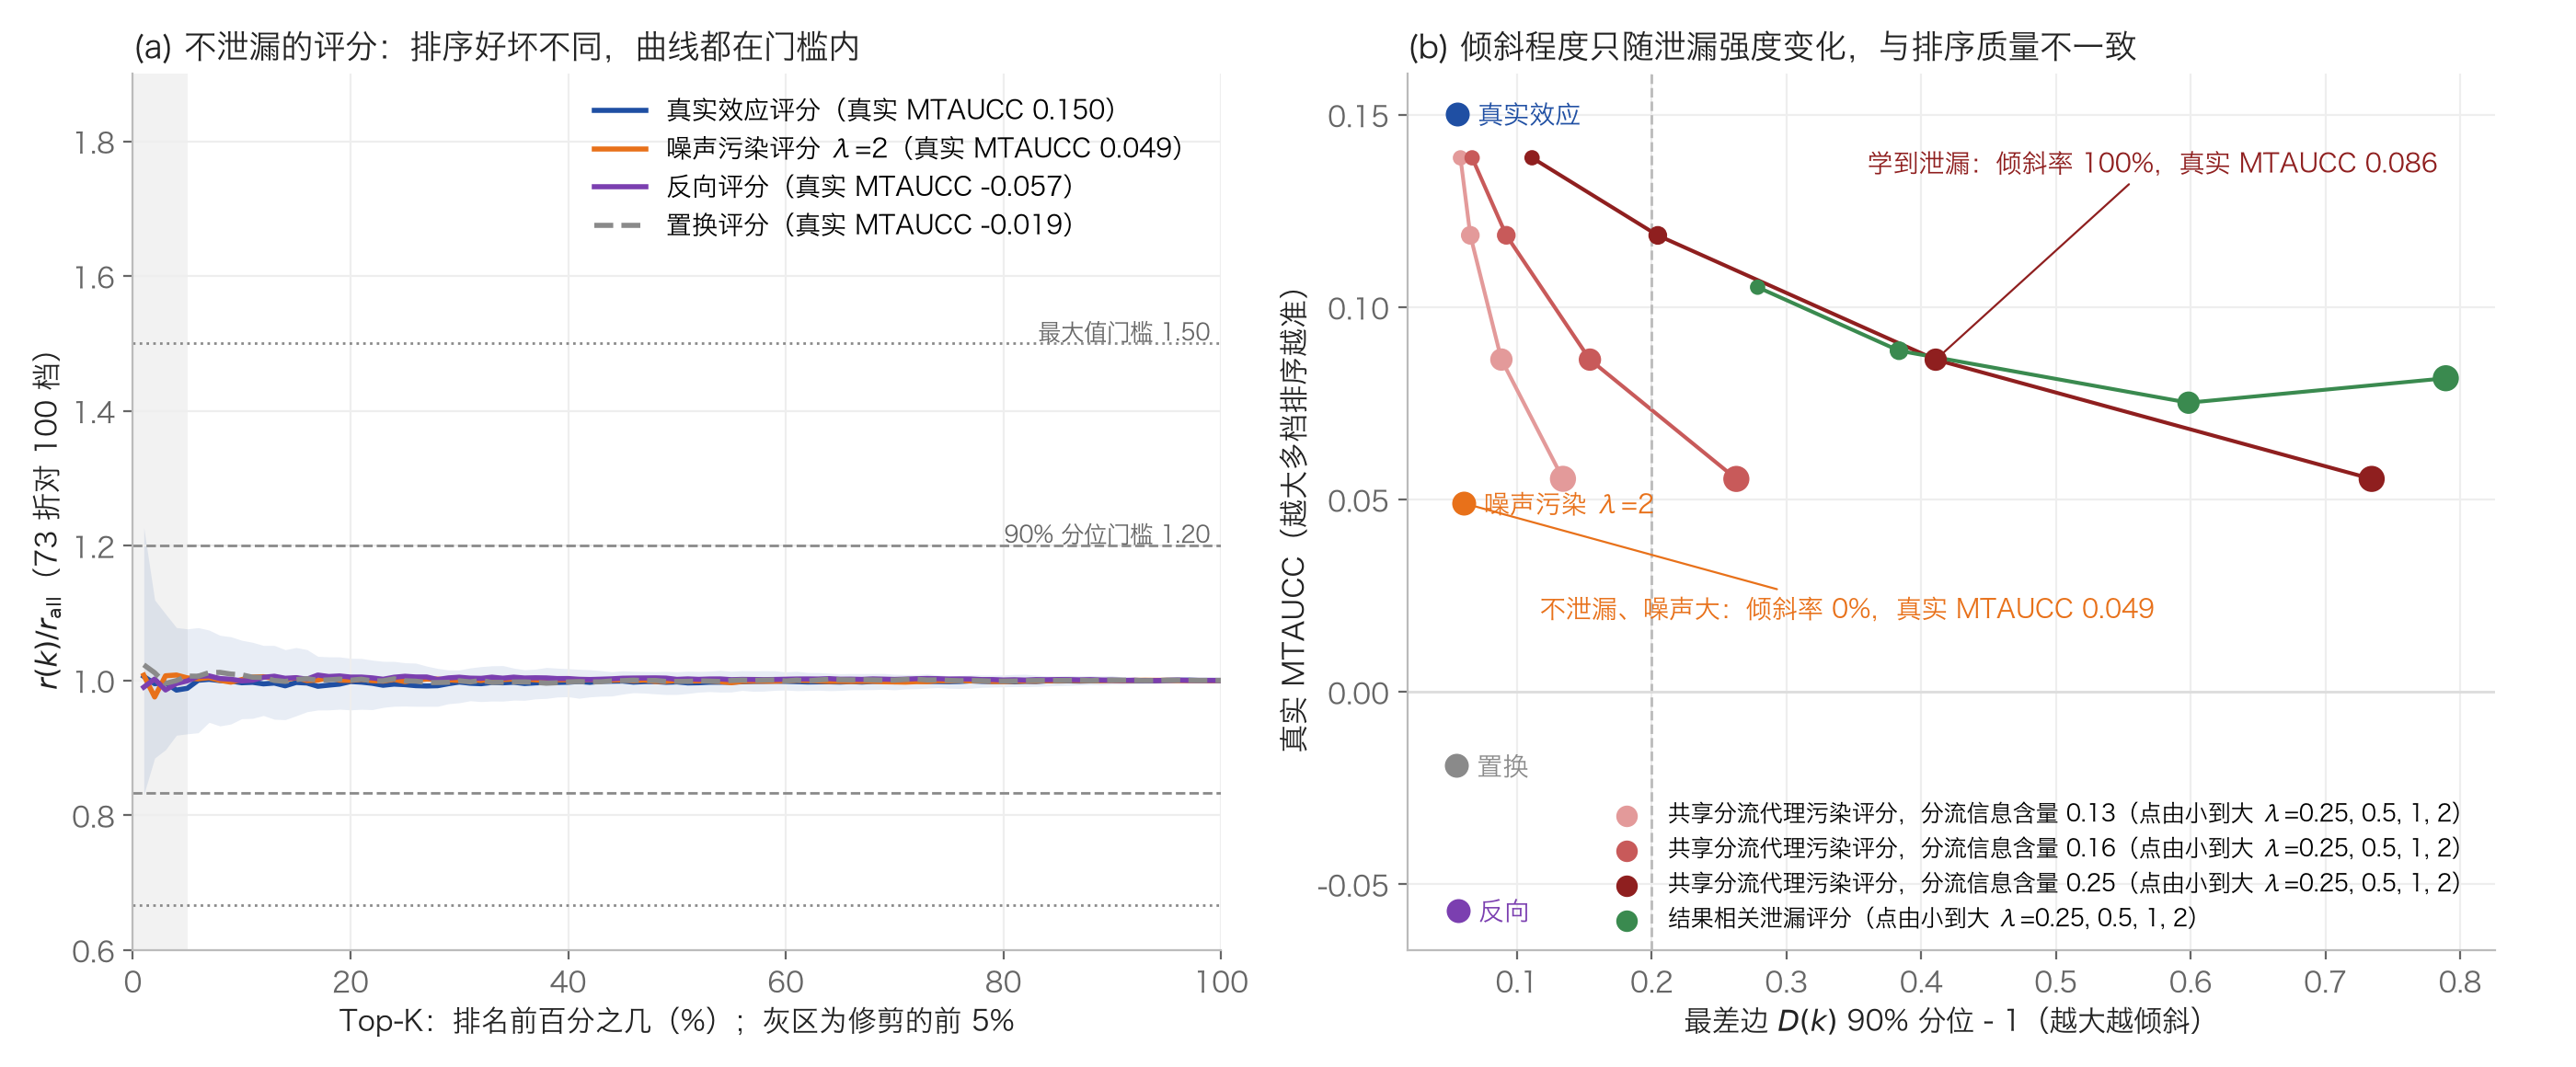 (a) 不泄漏的评分：排序好坏不同，曲线都在门槛内
真实效应评分（真实 MTAUCC 0.150）
噪声污染评分 λ=2（真实 MTAUCC 0.049）
反向评分（真实 MTAUCC -0.057）
置换评分（真实 MTAUCC -0.019）
最大值门槛 1.50
90% 分位门槛 1.20
1.8
1.6
1.4
1.2
1.0
0.8
0.6
0
20
40
60
80
100
r(k)/r_all（73 折对 100 档）
Top-K：排名前百分之几（%）；灰区为修剪的前 5%
(b) 倾斜程度只随泄漏强度变化，与排序质量不一致
真实效应
学到泄漏：倾斜率 100%，真实 MTAUCC 0.086
噪声污染 λ=2
不泄漏、噪声大：倾斜率 0%，真实 MTAUCC 0.049
置换
反向
共享分流代理污染评分，分流信息含量 0.13（点由小到大 λ=0.25, 0.5, 1, 2）
共享分流代理污染评分，分流信息含量 0.16（点由小到大 λ=0.25, 0.5, 1, 2）
共享分流代理污染评分，分流信息含量 0.25（点由小到大 λ=0.25, 0.5, 1, 2）
结果相关泄漏评分（点由小到大 λ=0.25, 0.5, 1, 2）
0.15
0.10
0.05
0.00
-0.05
0.1
0.2
0.3
0.4
0.5
0.6
0.7
0.8
真实 MTAUCC（越大多档排序越准）
最差边 D(k) 90% 分位 - 1（越大越倾斜）